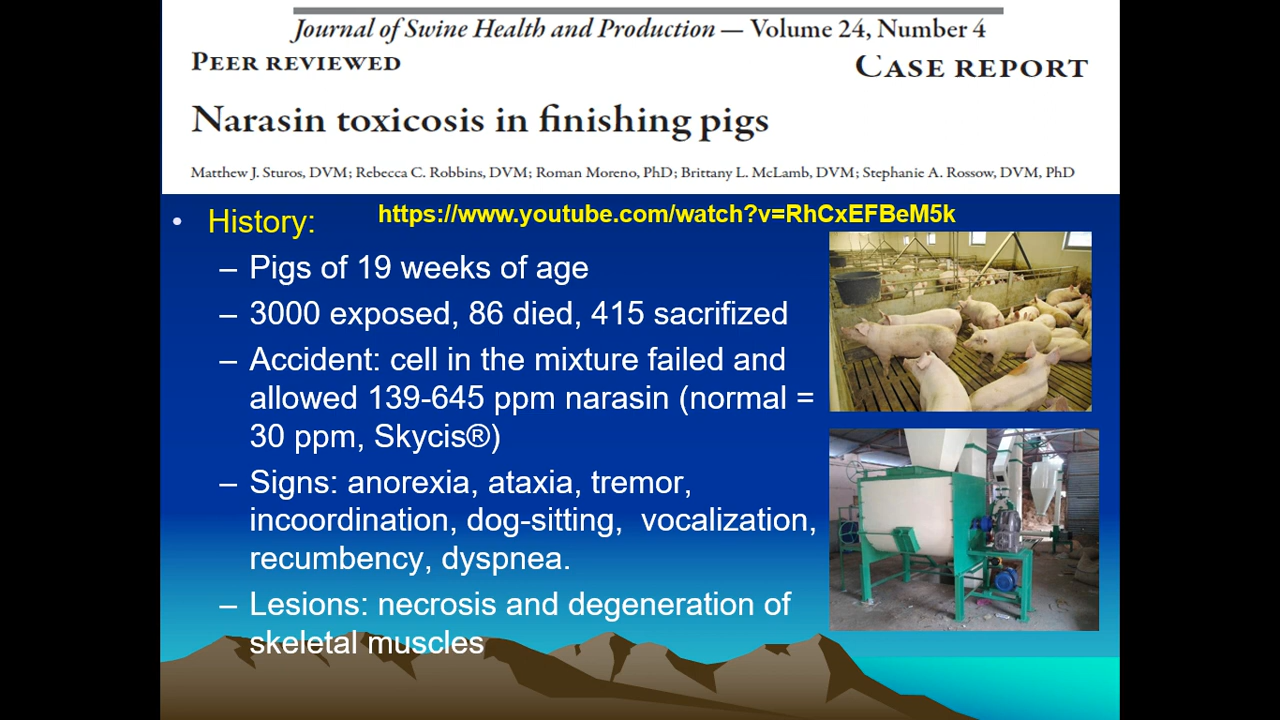 Journal of Swine Health and Production — Volume 24, Number 4
PEER REVIEWED
CASE REPORT
Narasin toxicosis in finishing pigs
Matthew J. Sturos, DVM; Rebecca C. Robbins, DVM; Roman Moreno, PhD; Brittany L. McLamb, DVM; Stephanie A. Rossow, DVM, PhD
• History:
https://www.youtube.com/watch?v=RhCxEFBeM5k
– Pigs of 19 weeks of age
– 3000 exposed, 86 died, 415 sacrifized
– Accident: cell in the mixture failed and
allowed 139-645 ppm narasin (normal =
30 ppm, Skycis®)
– Signs: anorexia, ataxia, tremor,
incoordination, dog-sitting, vocalization,
recumbency, dyspnea.
– Lesions: necrosis and degeneration of
skeletal muscles